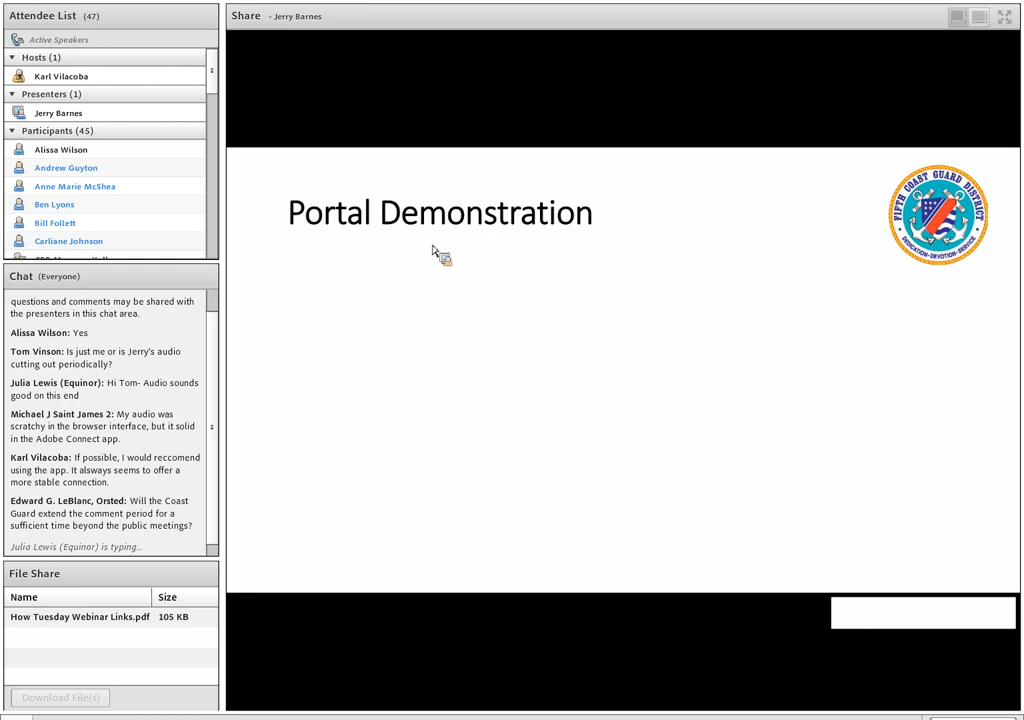 Attendee List (47)
Active Speakers
Hosts (1)
Karl Vilacoba
Presenters (1)
Jerry Barnes
Participants (45)
Alissa Wilson
Andrew Guyton
Anne Marie McShea
Ben Lyons
Bill Follett
Carliane Johnson
Chat (Everyone)
questions and comments may be shared with
the presenters in this chat area.
Alissa Wilson: Yes
Tom Vinson: Is just me or is Jerry's audio
cutting out periodically?
Julia Lewis (Equinor): Hi Tom- Audio sounds
good on this end
Michael J Saint James 2: My audio was
scratchy in the browser interface, but it solid
in the Adobe Connect app.
Karl Vilacoba: If possible, I would reccomend
using the app. It alsways seems to offer a
more stable connection.
Edward G. LeBlanc, Orsted: Will the Coast
Guard extend the comment period for a
sufficient time beyond the public meetings?
Julia Lewis (Equinor) is typing...
File Share
Name Size
How Tuesday Webinar Links.pdf 105 KB
Download File(s)
Share - Jerry Barnes
Portal Demonstration
FIFTH COAST GUARD DISTRICT
DEDICATION-DEVOTION-SERVICE